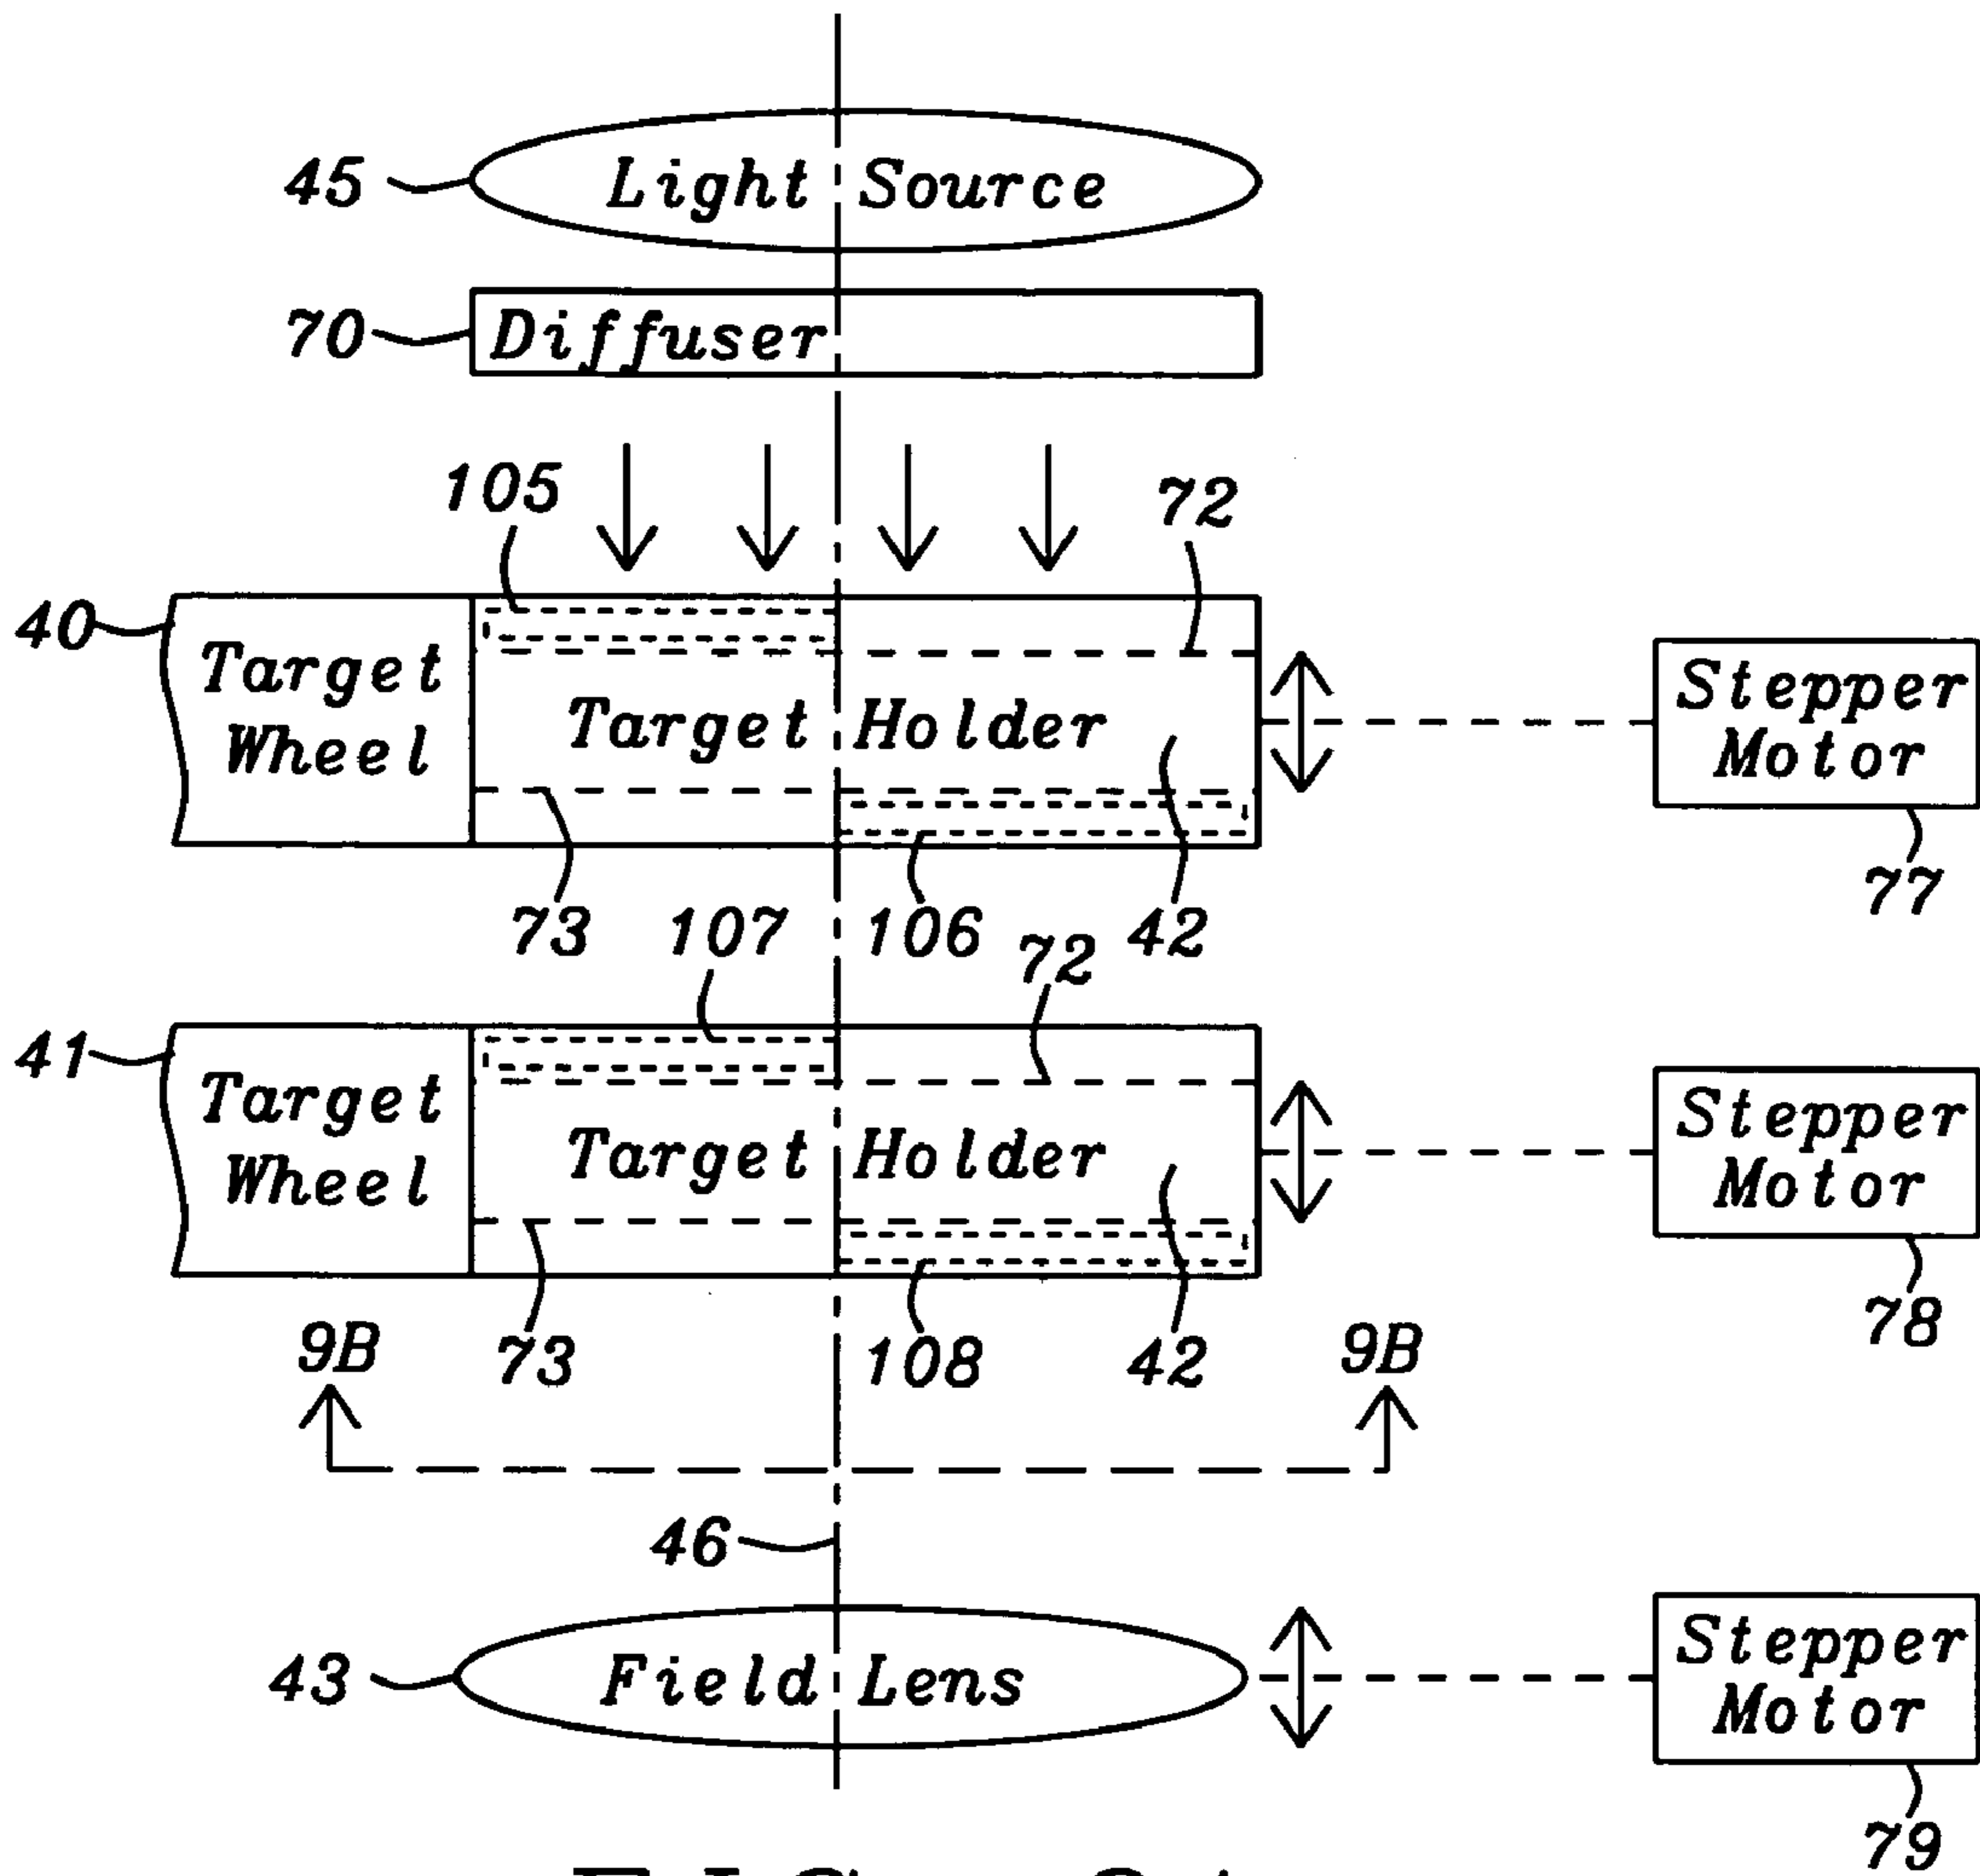 45
Light Source
70
Diffuser
105
72
40
Target
Wheel
Target Holder
Stepper
Motor
77
73
107
106
72
42
41
Target
Wheel
Target Holder
Stepper
Motor
78
9B
73
108
42
9B
46
43
Field Lens
Stepper
Motor
79